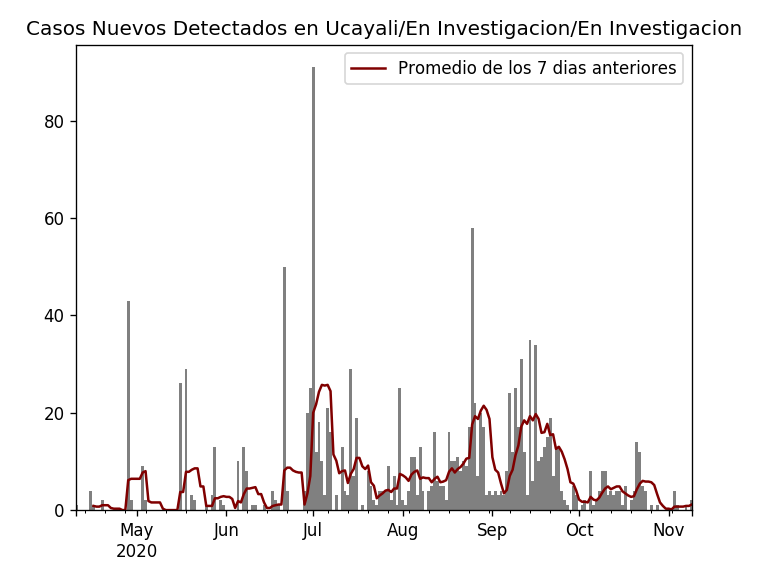 Casos Nuevos Detectados en Ucayali/En Investigacion/En Investigacion
Promedio de los 7 dias anteriores
80
60
40
20
0
May Jun Jul Aug Sep Oct Nov
2020